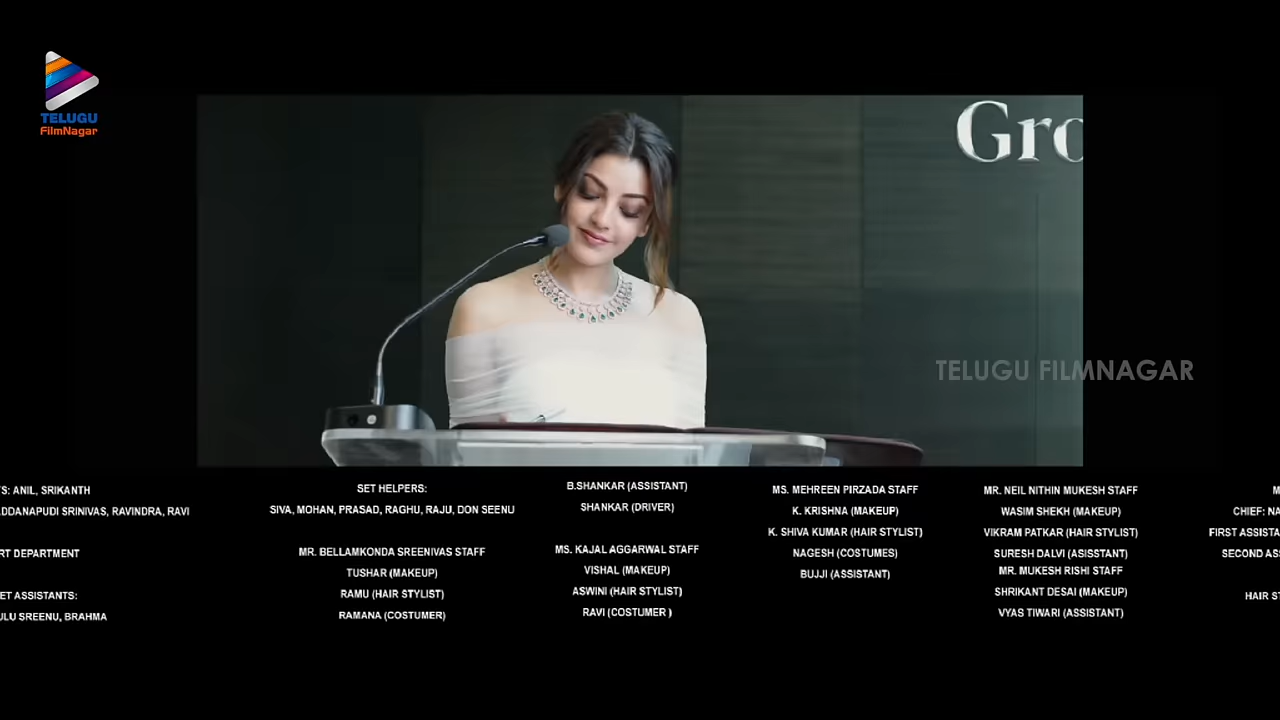 TELUGU
FilmNagar
Gro
TELUGU FILMNAGAR
S: ANIL, SRIKANTH
ADDANAPUDI SRINIVAS, RAVINDRA, RAVI
RT DEPARTMENT
ET ASSISTANTS:
ULU SREENU, BRAHMA
SET HELPERS:
SIVA, MOHAN, PRASAD, RAGHU, RAJU, DON SEENU
MR. BELLAMKONDA SREENIVAS STAFF
TUSHAR (MAKEUP)
RAMU (HAIR STYLIST)
RAMANA (COSTUMER)
B.SHANKAR (ASSISTANT)
SHANKAR (DRIVER)
MS. KAJAL AGGARWAL STAFF
VISHAL (MAKEUP)
ASWINI (HAIR STYLIST)
RAVI (COSTUMER )
MS. MEHREEN PIRZADA STAFF
K. KRISHNA (MAKEUP)
K. SHIVA KUMAR (HAIR STYLIST)
NAGESH (COSTUMES)
BUJJI (ASSISTANT)
MR. NEIL NITHIN MUKESH STAFF
WASIM SHEKH (MAKEUP)
VIKRAM PATKAR (HAIR STYLIST)
SURESH DALVI (ASISSTANT)
MR. MUKESH RISHI STAFF
SHRIKANT DESAI (MAKEUP)
VYAS TIWARI (ASSISTANT)
M
CHIEF: NA
FIRST ASSISTA
SECOND AS
HAIR ST